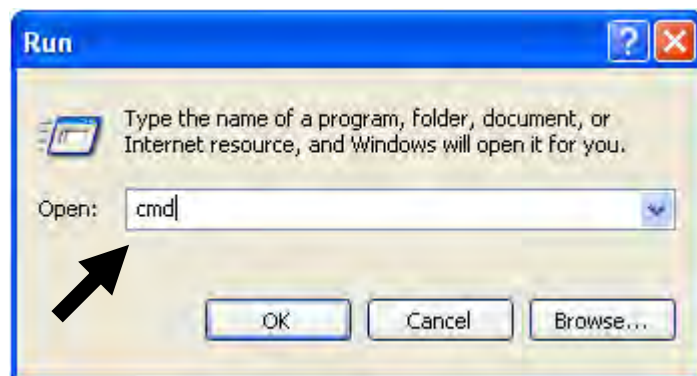 Run
Type the name of a program, folder, document, or
Internet resource, and Windows will open it for you.
Open: cmd
OK Cancel Browse...